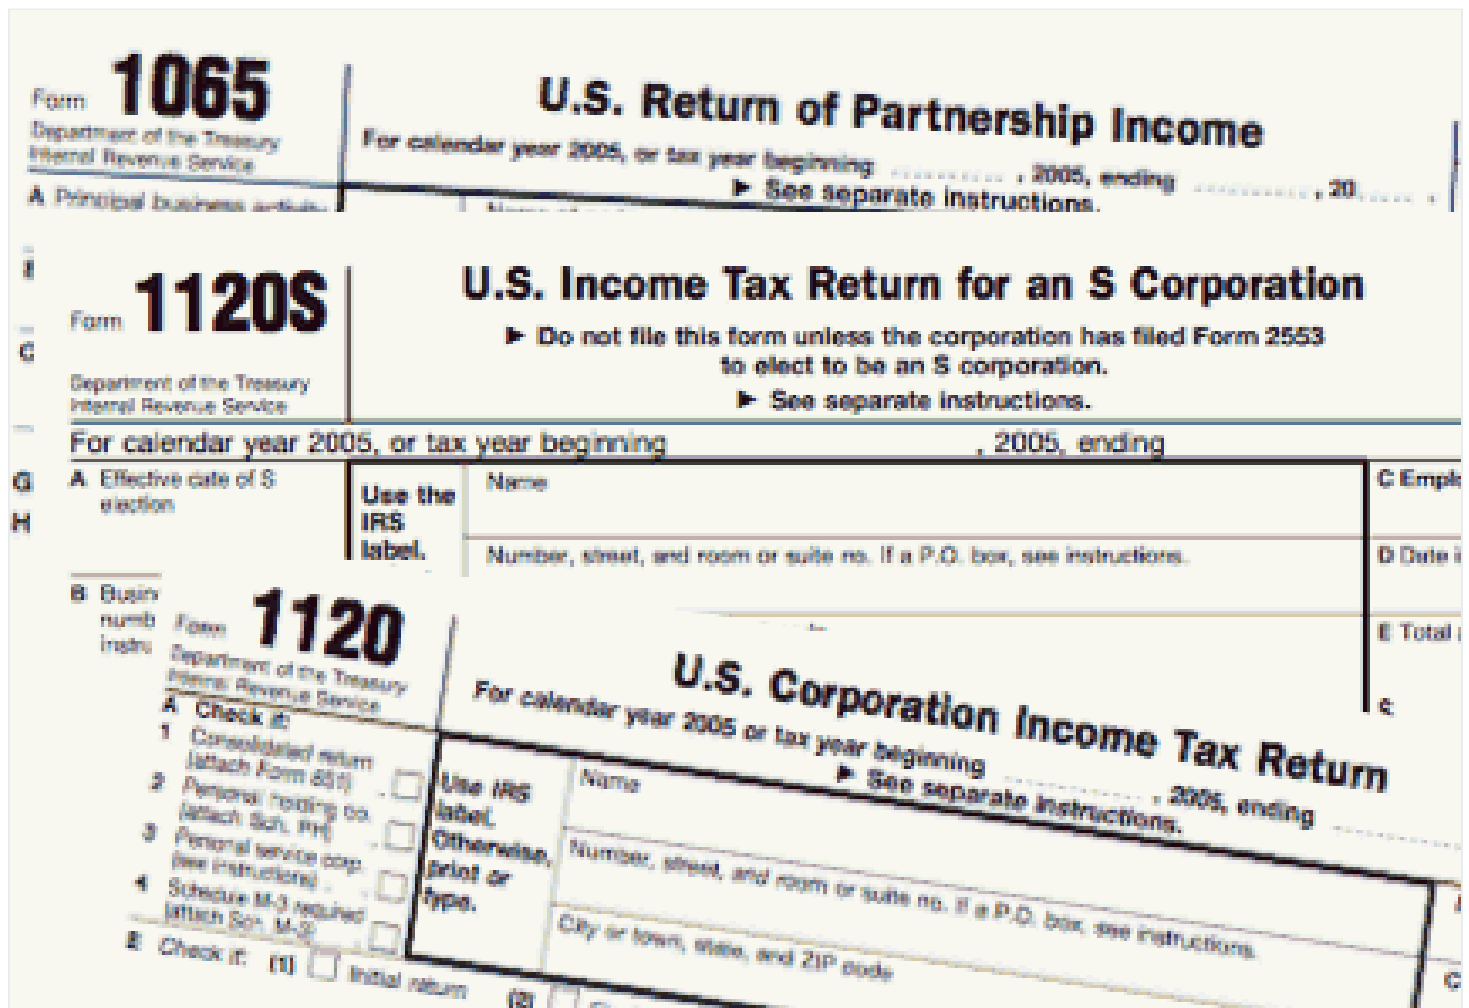 Form 1065
Department of the Treasury
Internal Revenue Service
U.S. Return of Partnership Income
For calendar year 2005, or tax year beginning .......... , 2005, ending .......... , 20......
► See separate instructions.
A Principal business activity
G
H
Form 1120S
Department of the Treasury
Internal Revenue Service
U.S. Income Tax Return for an S Corporation
► Do not file this form unless the corporation has filed Form 2553
to elect to be an S corporation.
► See separate instructions.
For calendar year 2005, or tax year beginning , 2005, ending
A Effective date of S
election
Use the
IRS
label.
Name
Number, street, and room or suite no. If a P.O. box, see instructions.
C Empl
D Date i
E Total
B Busin
numb
instru
Form 1120
Department of the Treasury
Internal Revenue Service
U.S. Corporation Income Tax Return
For calendar year 2005 or tax year beginning .......... , 2005, ending ..........
► See separate instructions.
A Check if:
1 Consolidated return
(attach Form 851)
2 Personal holding co.
(attach Sch. PH)
3 Personal service corp.
(see instructions)
4 Schedule M-3 required
(attach Sch. M-3)
Use IRS
label.
Otherwise,
print or
type.
Name
Number, street, and room or suite no. If a P.O. box, see instructions.
City or town, state, and ZIP code
E Check if: (1) Initial return (2)